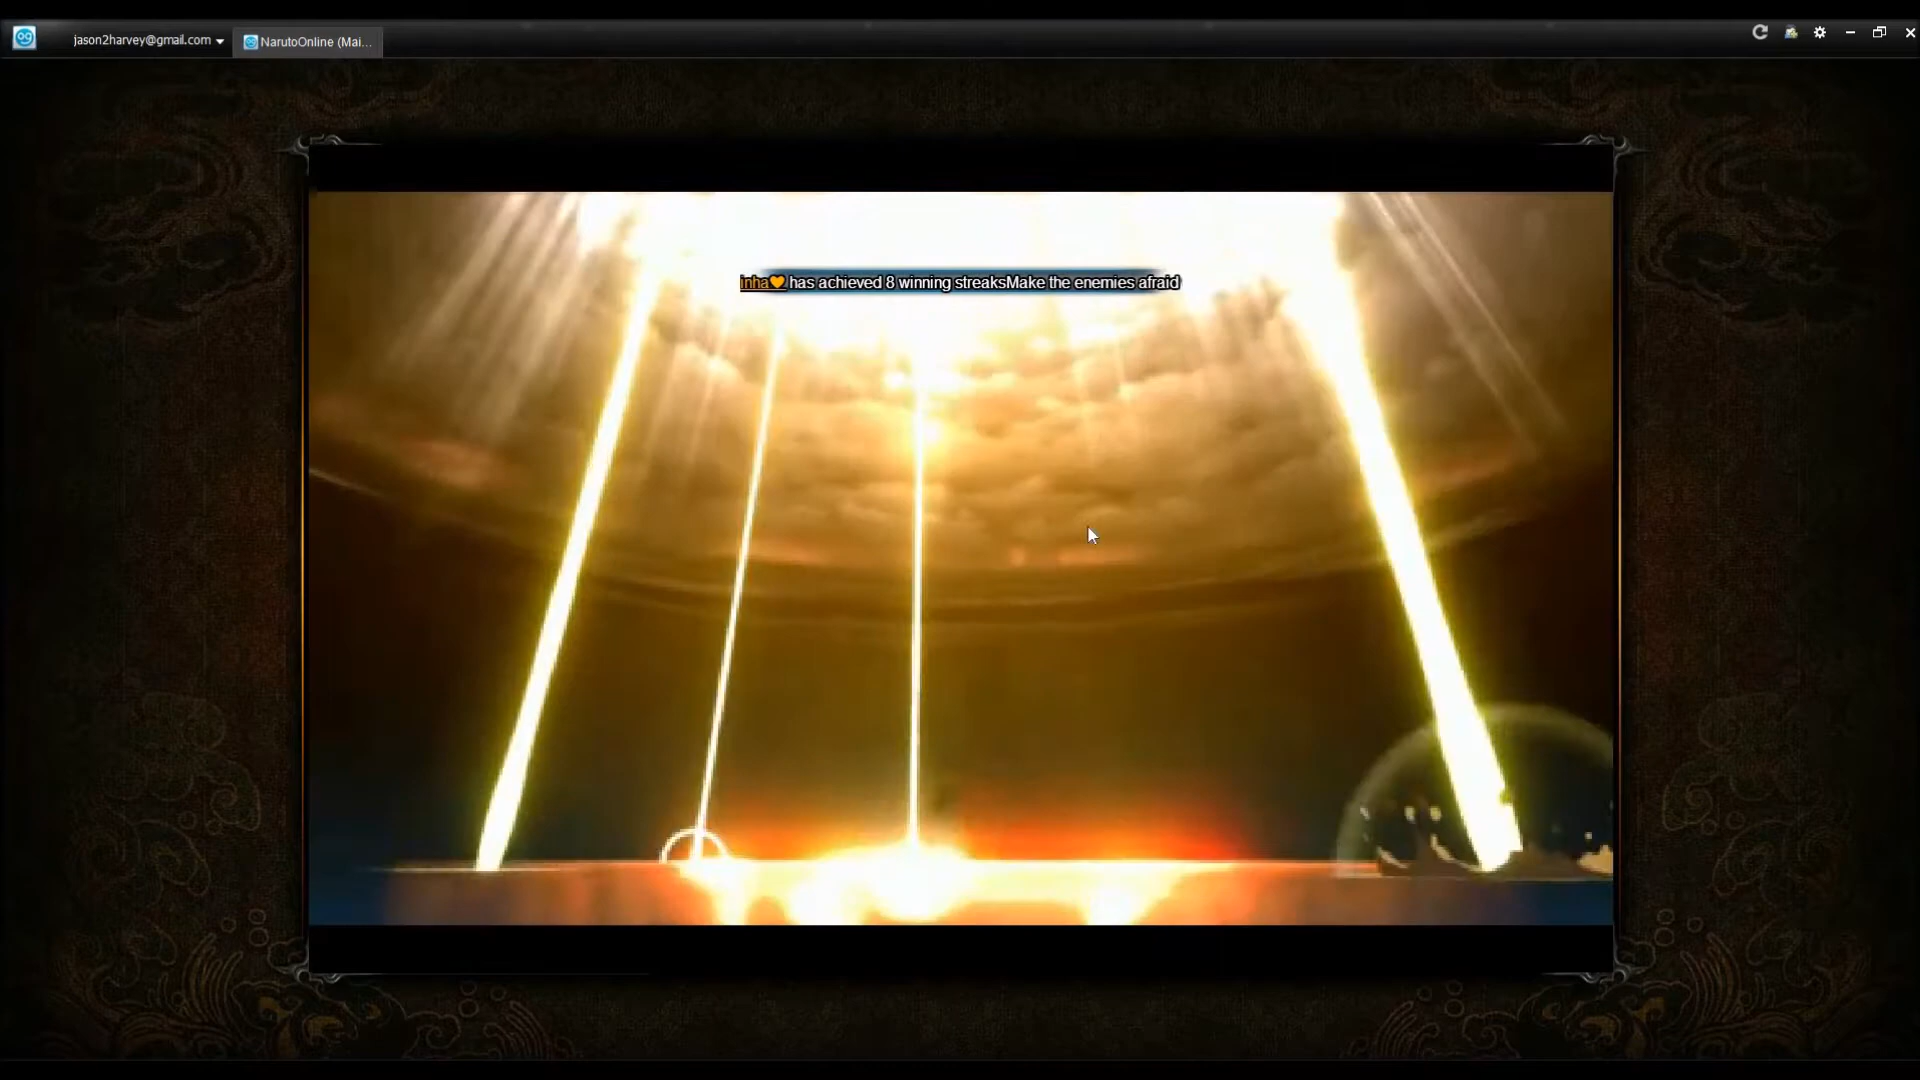 jason2harvey@gmail.com
NarutoOnline (Mai...
inha🧡 has achieved 8 winning streaksMake the enemies afraid